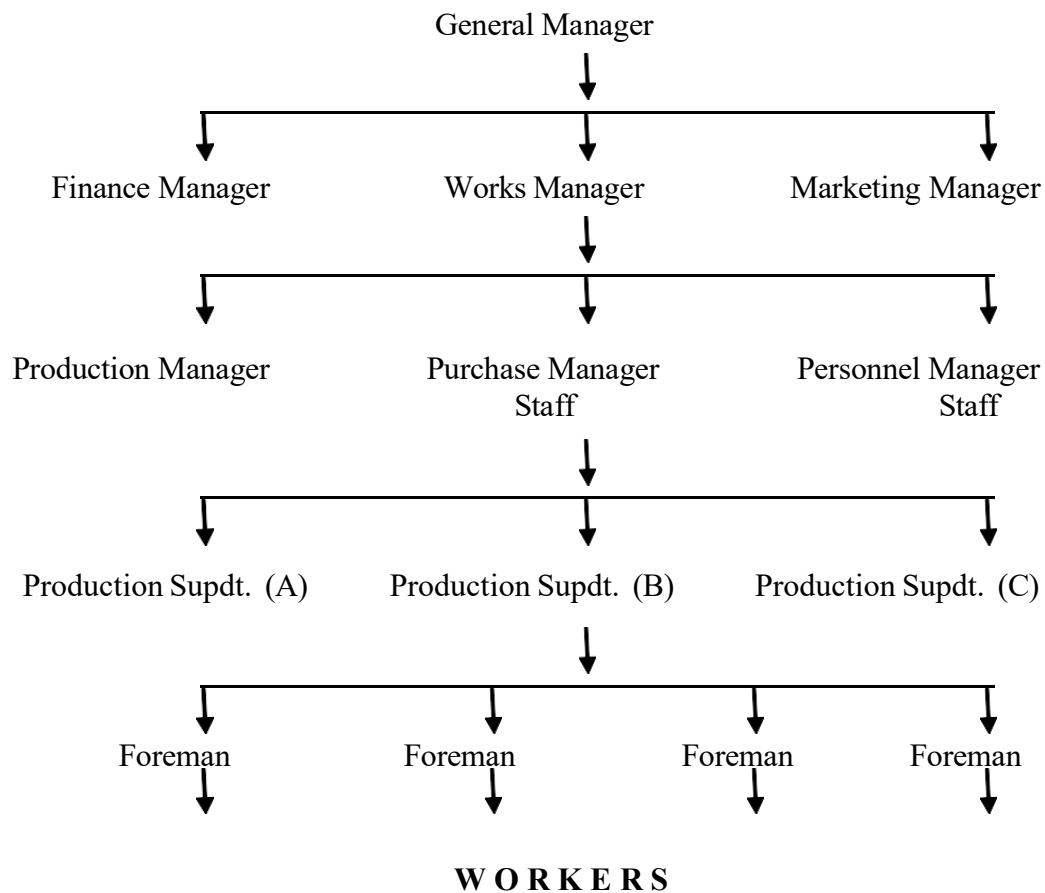 General Manager
Finance Manager Works Manager Marketing Manager
Production Manager Purchase Manager Personnel Manager
Staff Staff
Production Supdt. (A) Production Supdt. (B) Production Supdt. (C)
Foreman Foreman Foreman Foreman
W O R K E R S